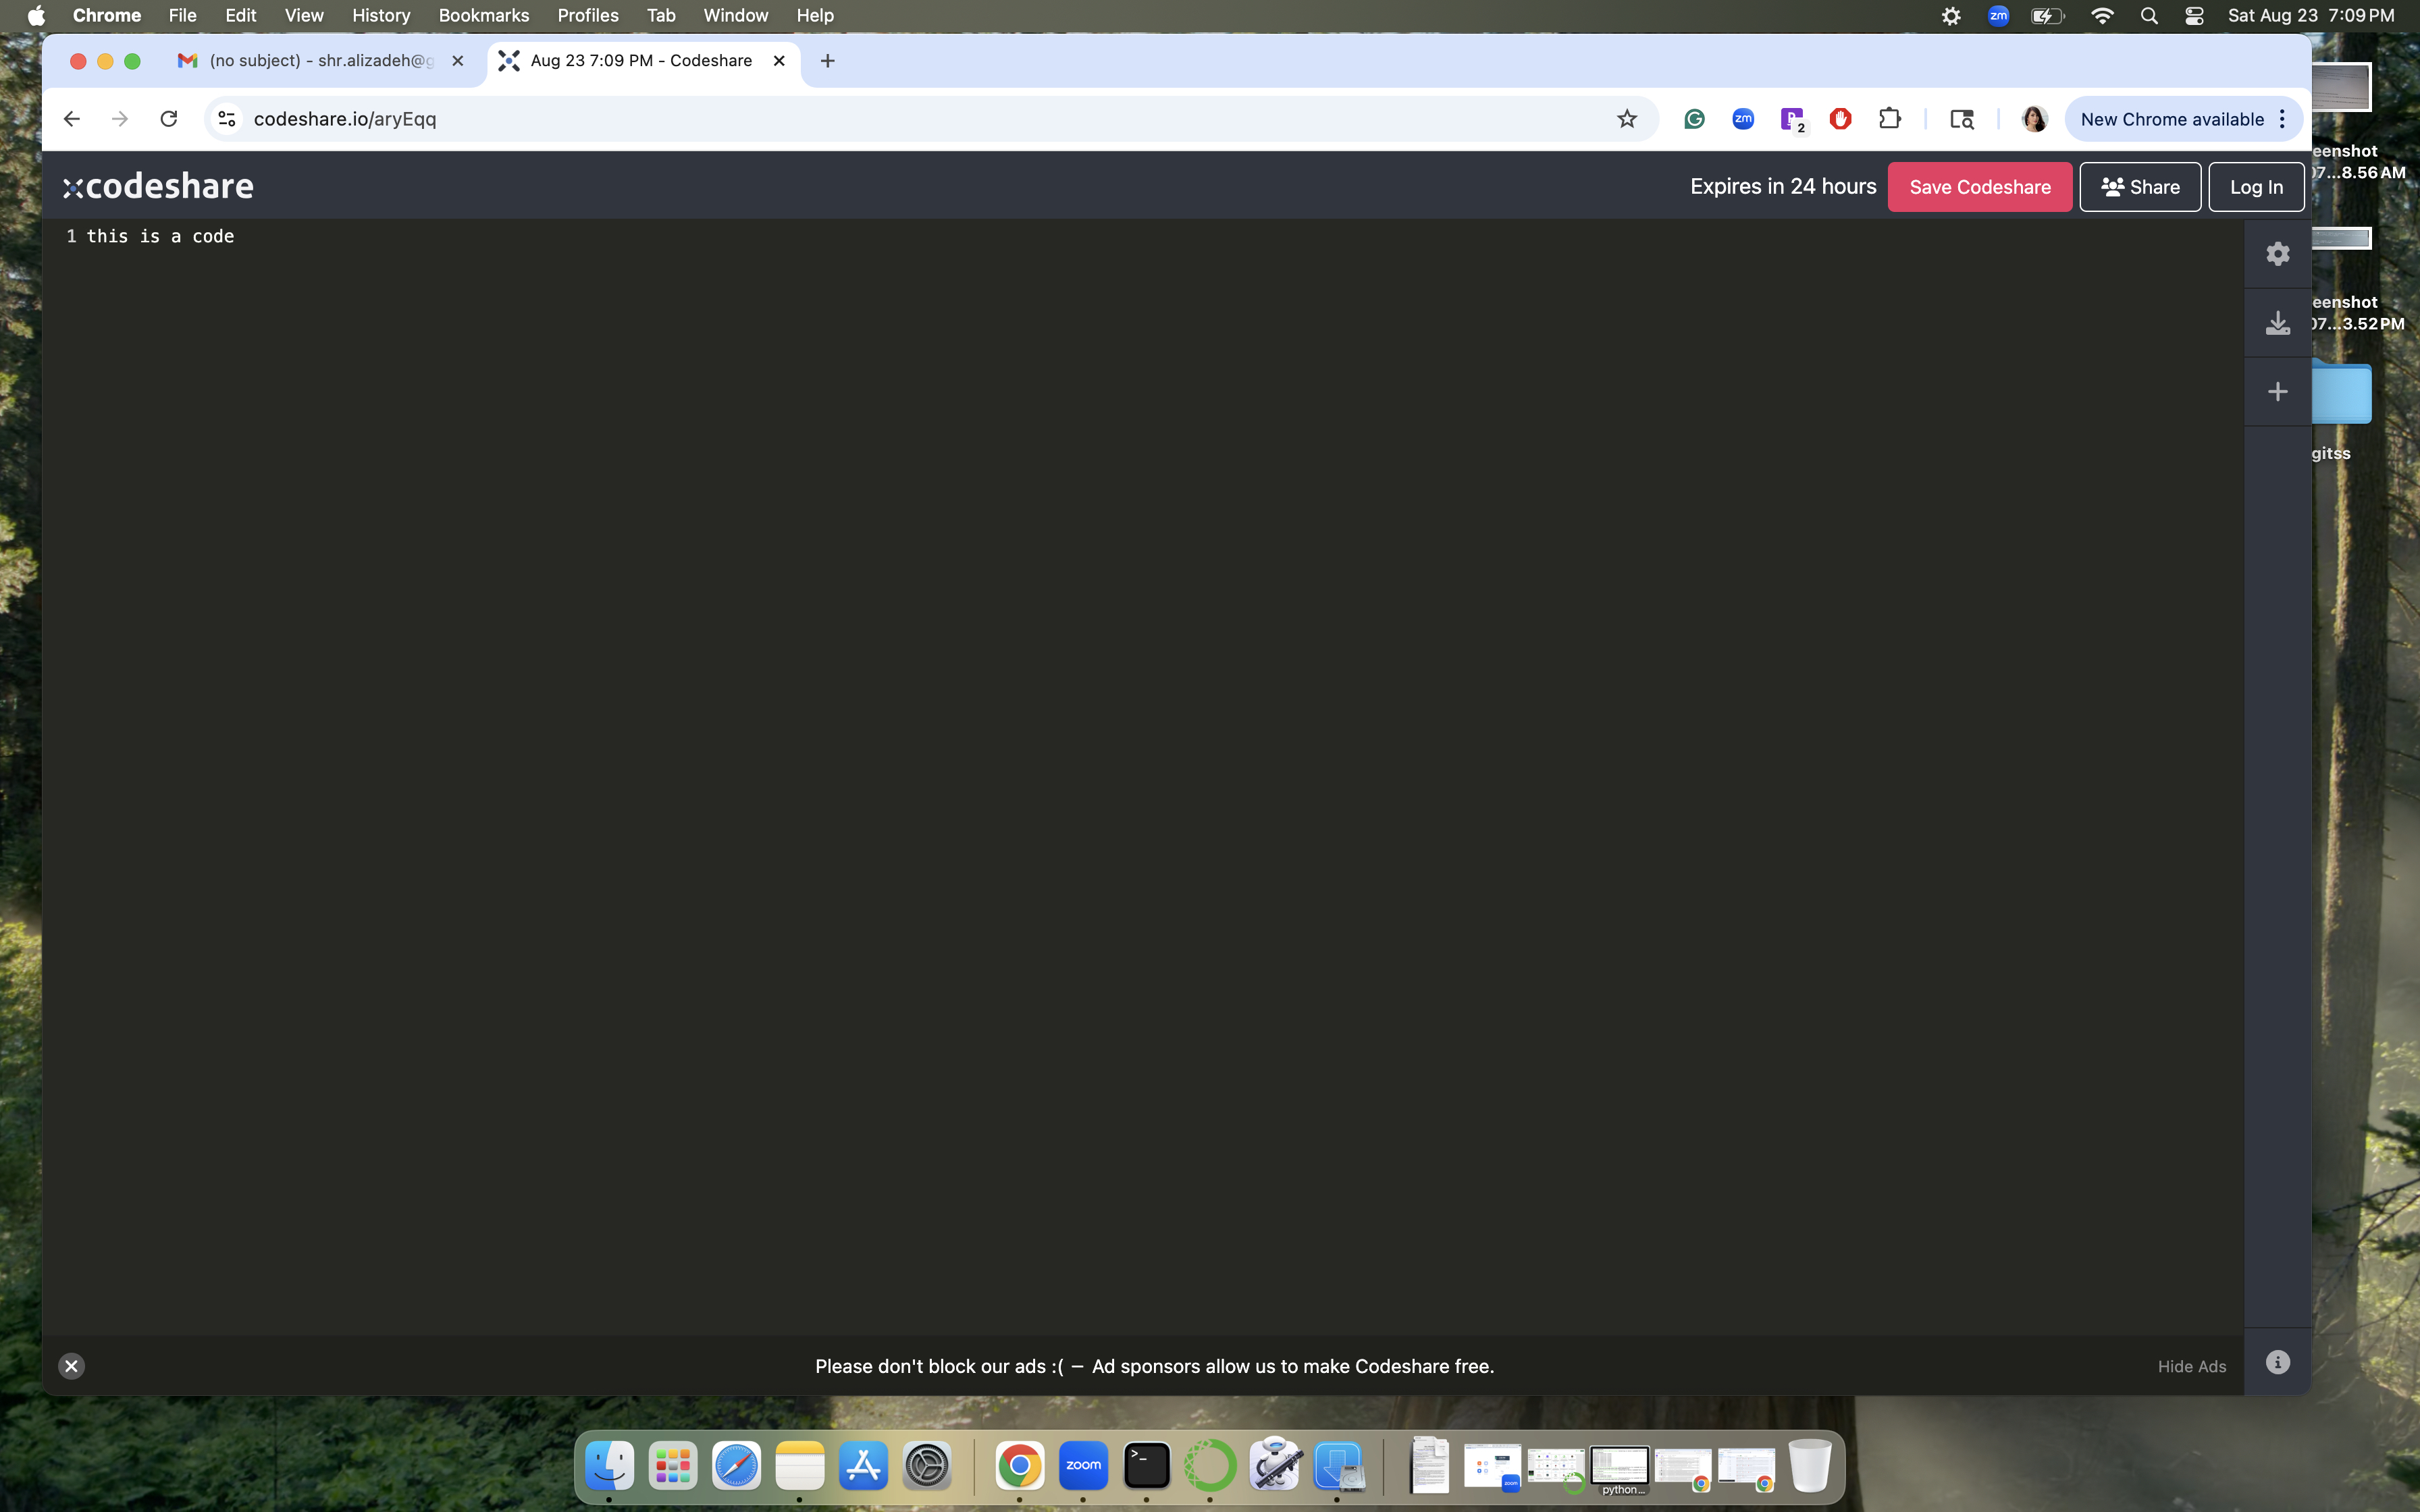 Chrome File Edit View History Bookmarks Profiles Tab Window Help zm Sat Aug 23 7:09 PM
(no subject) - shr.alizadeh@g
Aug 23 7:09 PM - Codeshare
codeshare.io/aryEqq
zm
2
New Chrome available
codeshare
Expires in 24 hours
Save Codeshare
Share
Log In
1 this is a code
eenshot
07...8.56 AM
eenshot
07...3.52 PM
gitss
Please don't block our ads :( — Ad sponsors allow us to make Codeshare free.
Hide Ads
zoom
python ...